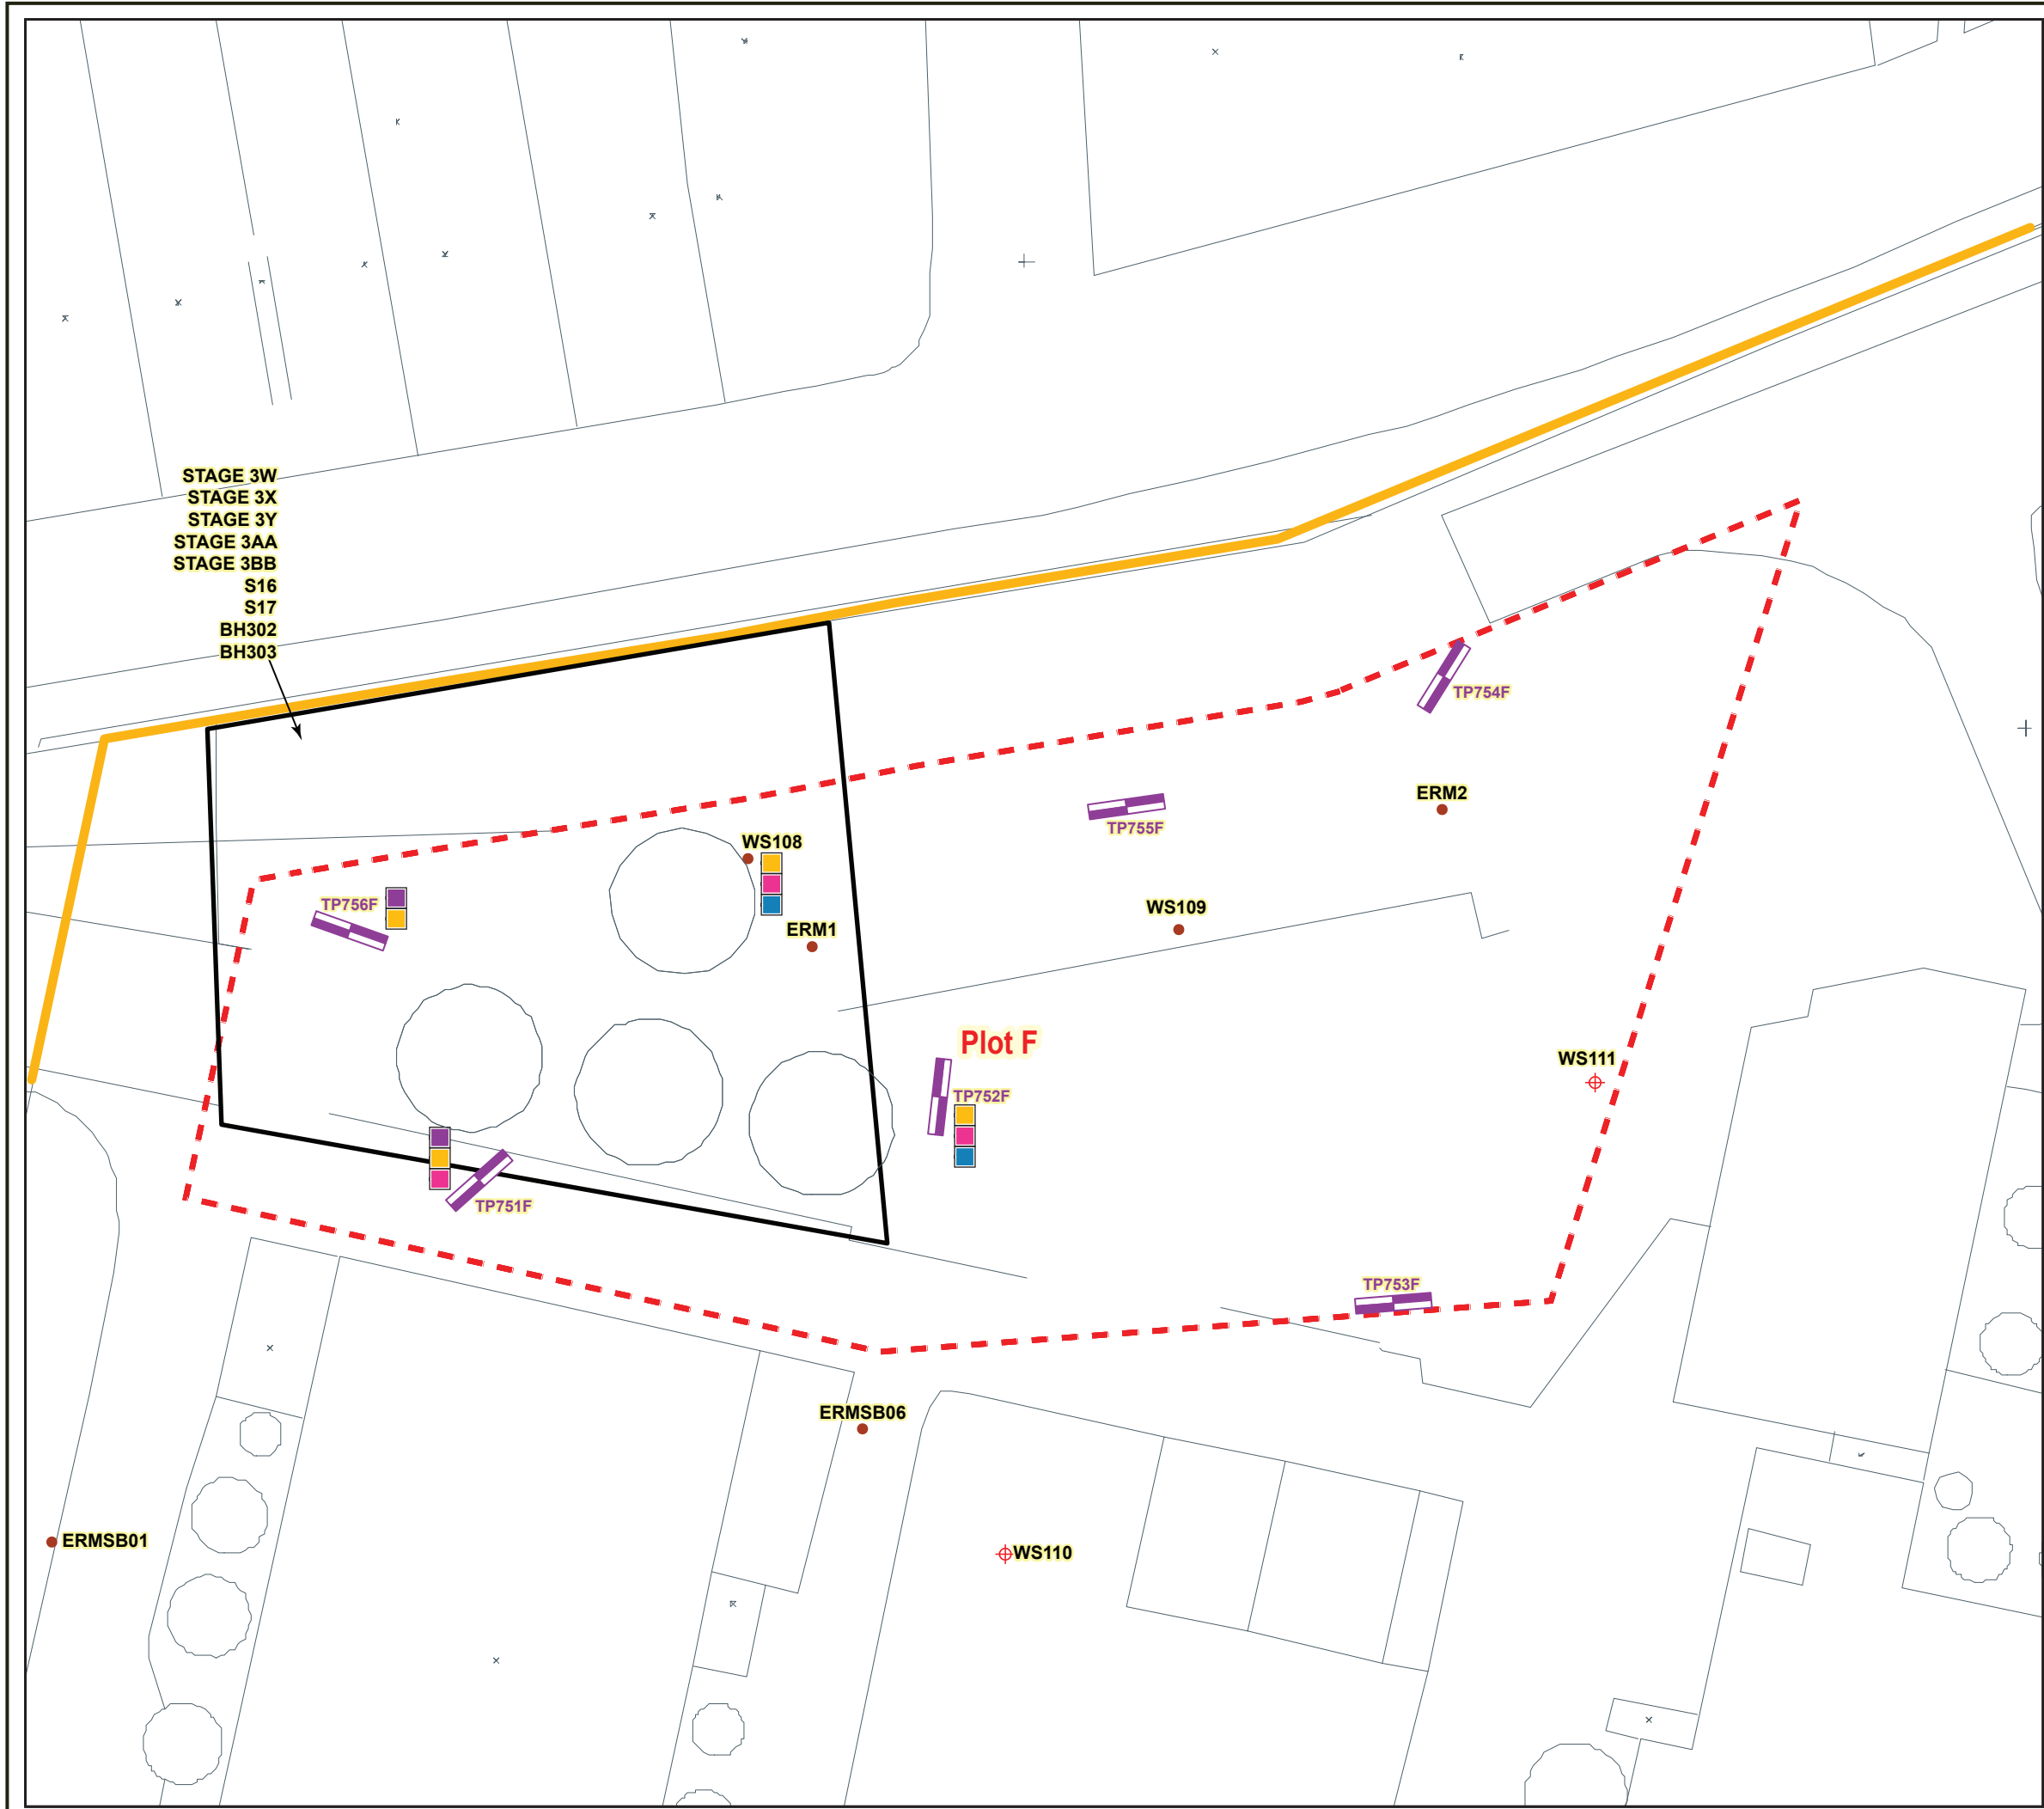 STAGE 3W
STAGE 3X
STAGE 3Y
STAGE 3AA
STAGE 3BB
S16
S17
BH302
BH303
TP754F
ERM2
TP755F
WS108
TP756F
WS109
ERM1
Plot F
WS111
TP752F
TP751F
TP753F
ERMSB06
ERMSB01
WS110